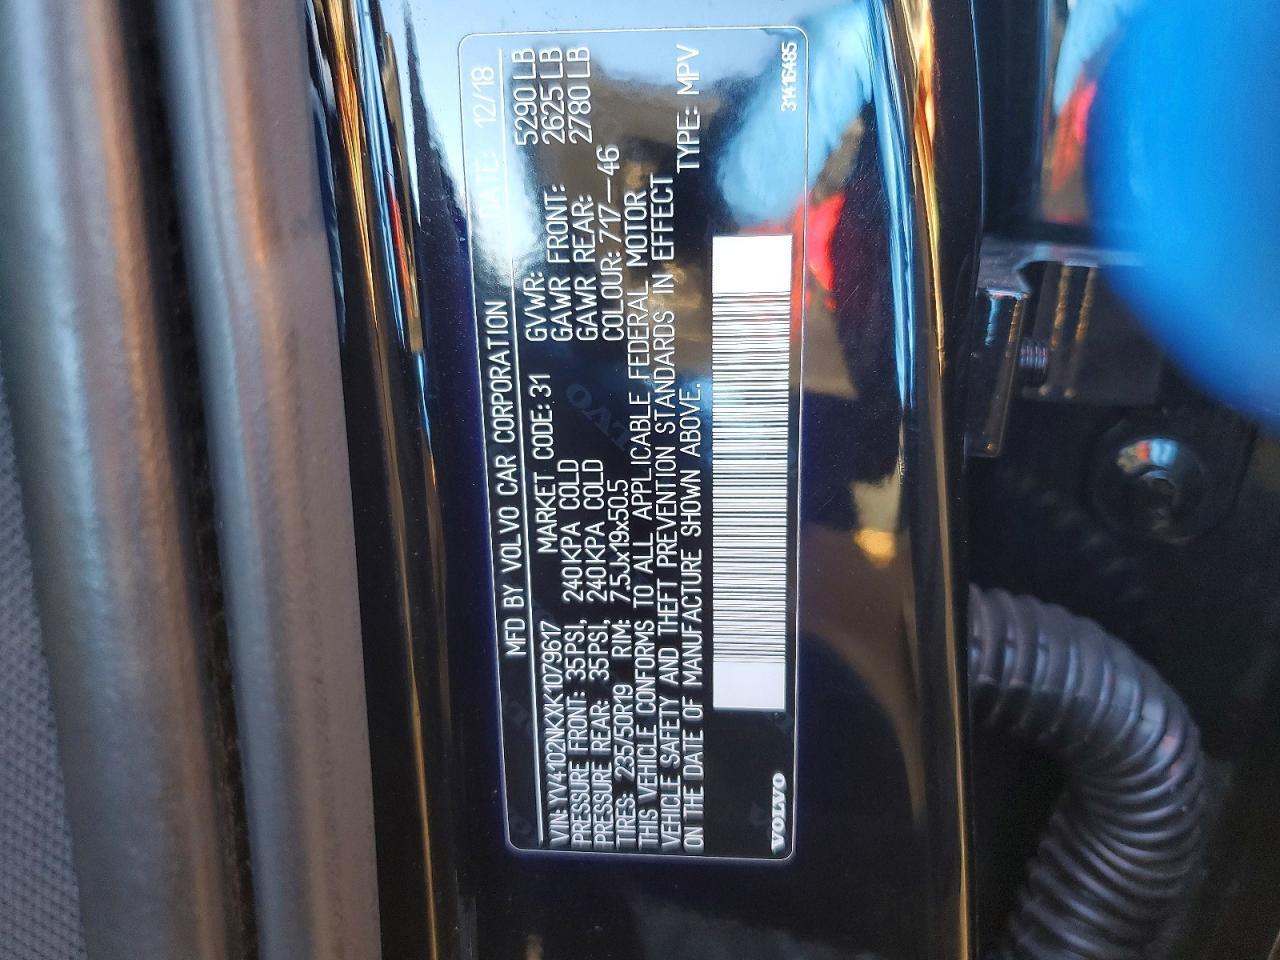 MFD BY VOLVO CAR CORPORATION DATE: 12/18
VIN: YV4102NKXK1079617 MARKET CODE: 31 GVWR: 5290 LB
PRESSURE FRONT: 35PSI, 240KPA COLD GAWR FRONT: 2625 LB
PRESSURE REAR: 35PSI, 240KPA COLD GAWR REAR: 2780 LB
TIRES: 235/50R19 RIM: 7.5Jx19x50.5 COLOUR: 717–46
THIS VEHICLE CONFORMS TO ALL APPLICABLE FEDERAL MOTOR
VEHICLE SAFETY AND THEFT PREVENTION STANDARDS IN EFFECT
ON THE DATE OF MANUFACTURE SHOWN ABOVE. TYPE: MPV
VOLVO 31416485